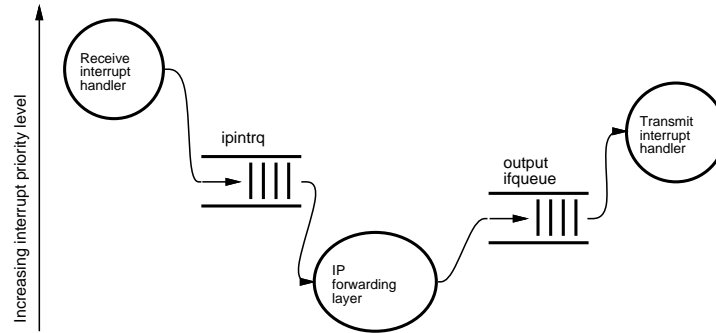 Increasing interrupt priority level
Receive
interrupt
handler
ipintrq
IP
forwarding
layer
output
ifqueue
Transmit
interrupt
handler